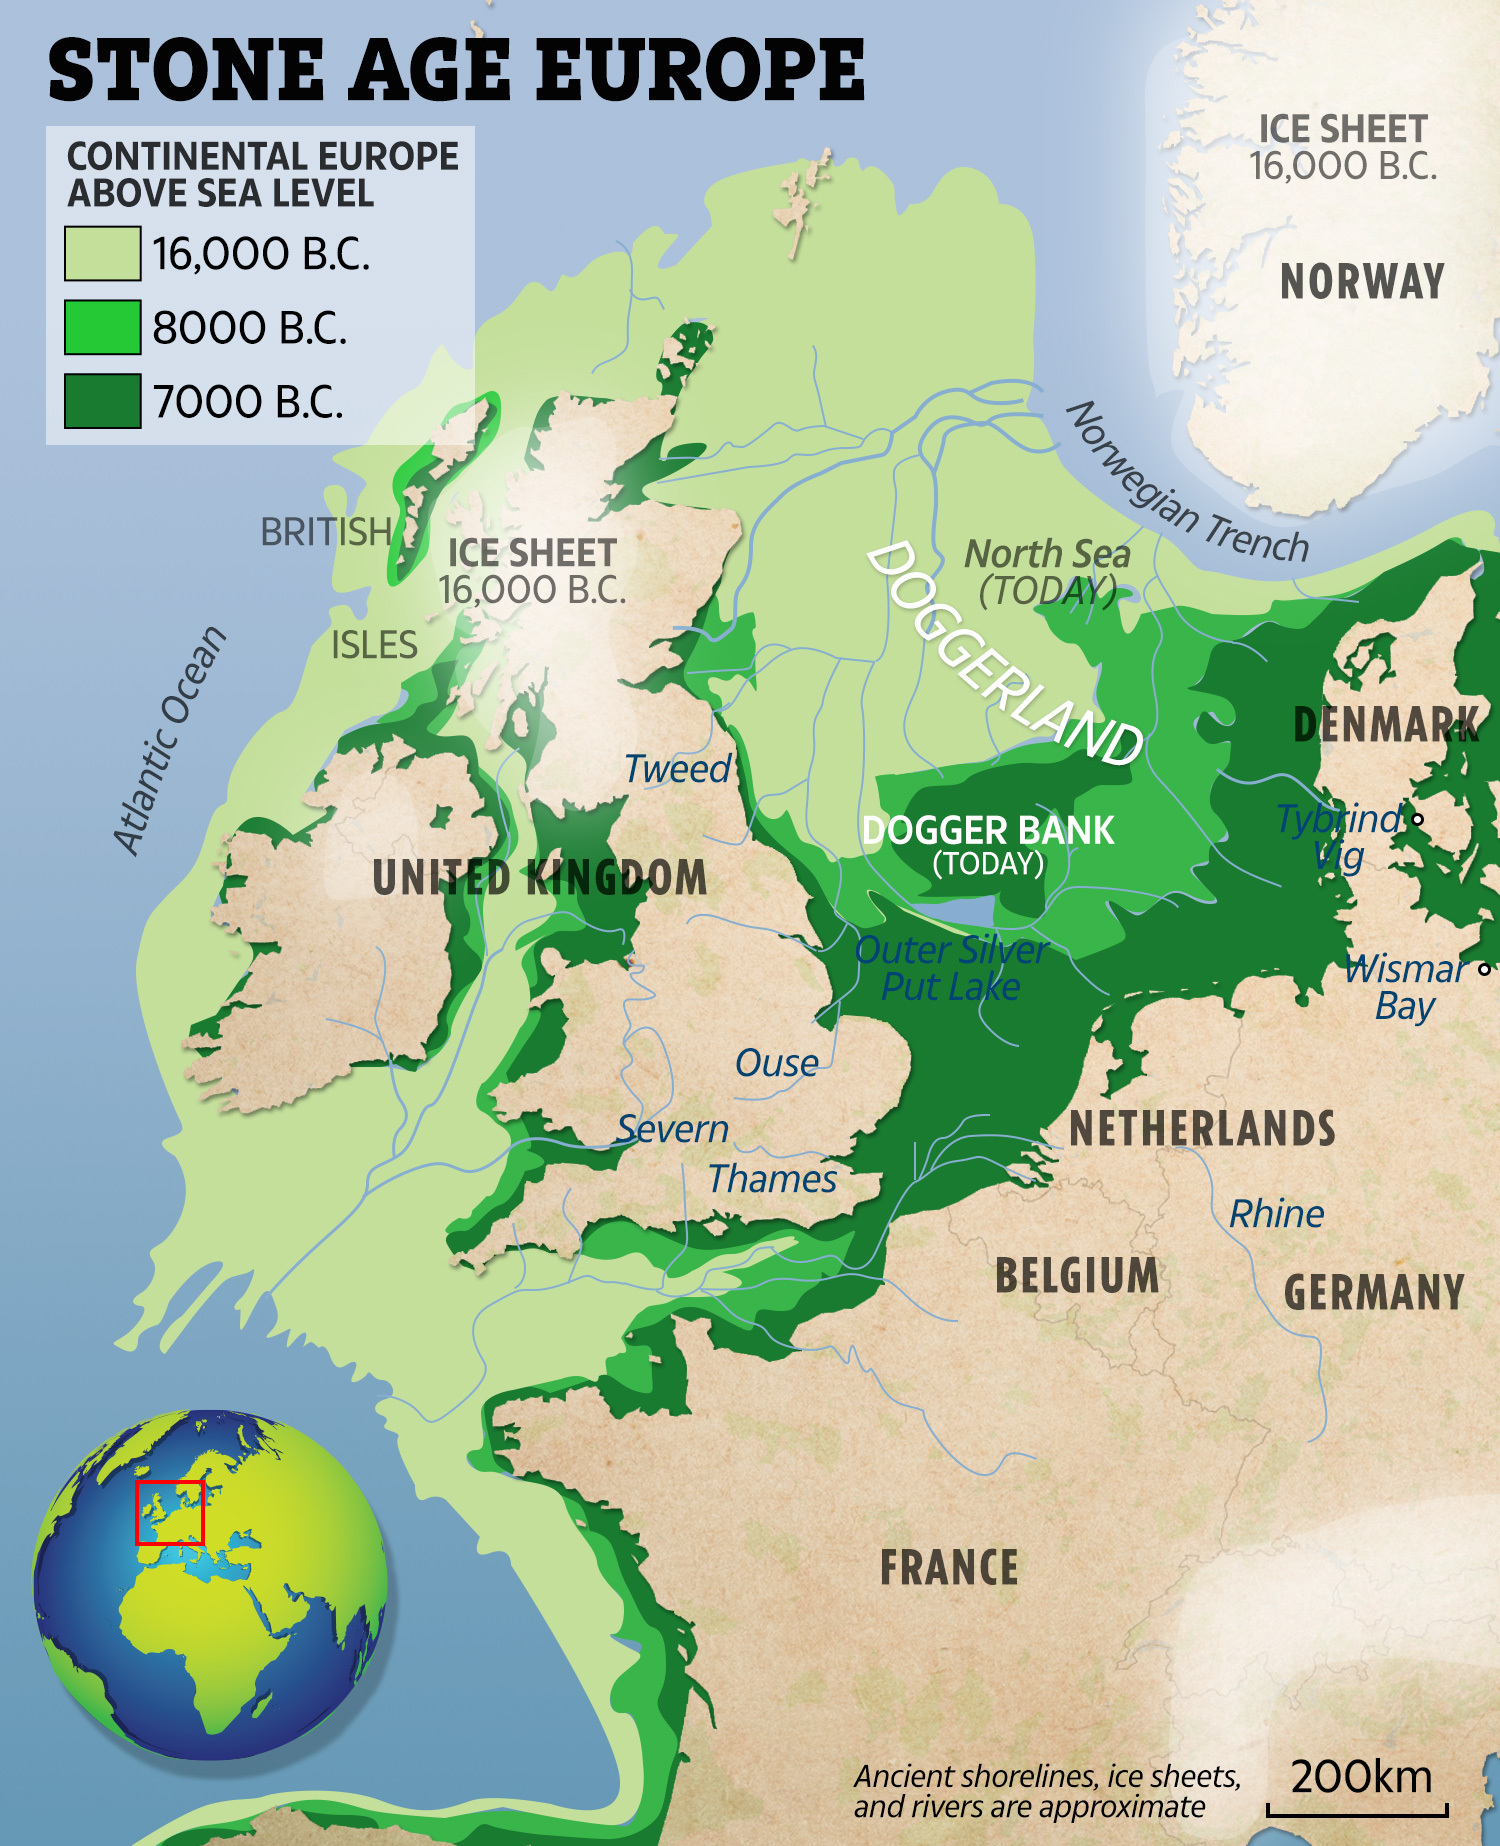 STONE AGE EUROPE
CONTINENTAL EUROPE
ABOVE SEA LEVEL
16,000 B.C.
8000 B.C.
7000 B.C.
ICE SHEET
16,000 B.C.
NORWAY
Norwegian Trench
BRITISH
ISLES
ICE SHEET
16,000 B.C.
North Sea
(TODAY)
DOGGERLAND
Atlantic Ocean
DENMARK
Tweed
Tybrind
Vig
DOGGER BANK
(TODAY)
UNITED KINGDOM
Outer Silver
Put Lake
Wismar
Bay
Ouse
Severn
NETHERLANDS
Thames
Rhine
BELGIUM
GERMANY
FRANCE
Ancient shorelines, ice sheets,
and rivers are approximate
200km